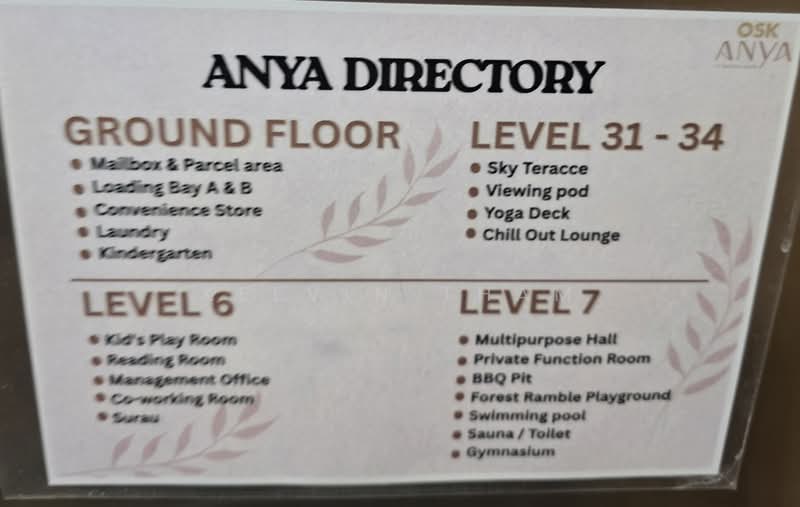 OSK
ANYA
ANYA DIRECTORY
GROUND FLOOR
Mailbox & Parcel area
Loading Bay A & B
Convenience Store
Laundry
Kindergarten
LEVEL 31 - 34
Sky Teracce
Viewing pod
Yoga Deck
Chill Out Lounge
LEVEL 6
Kid's Play Room
Reading Room
Management Office
Co-working Room
Surau
LEVEL 7
Multipurpose Hall
Private Function Room
BBQ Pit
Forest Ramble Playground
Swimming pool
Sauna / Toilet
Gymnasium